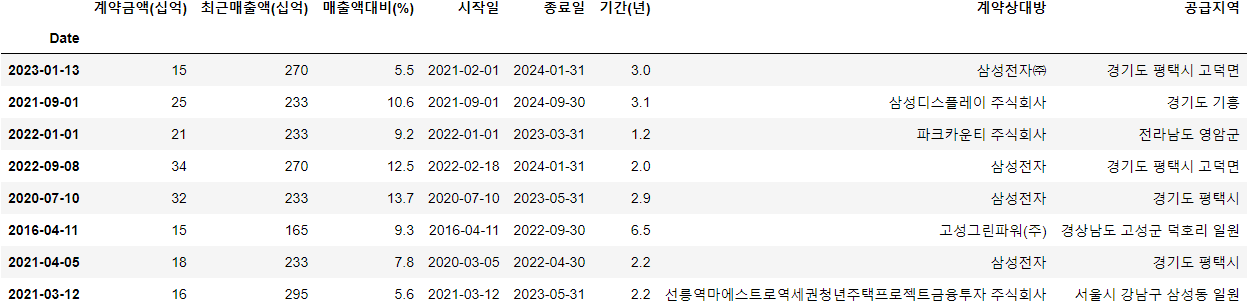 계약금액(십억) 최근매출액(십억) 매출액대비(%) 시작일 종료일 기간(년) 계약상대방 공급지역
Date
2023-01-13 15 270 5.5 2021-02-01 2024-01-31 3.0 삼성전자㈜ 경기도 평택시 고덕면
2021-09-01 25 233 10.6 2021-09-01 2024-09-30 3.1 삼성디스플레이 주식회사 경기도 기흥
2022-01-01 21 233 9.2 2022-01-01 2023-03-31 1.2 파크카운티 주식회사 전라남도 영암군
2022-09-08 34 270 12.5 2022-02-18 2024-01-31 2.0 삼성전자 경기도 평택시 고덕면
2020-07-10 32 233 13.7 2020-07-10 2023-05-31 2.9 삼성전자 경기도 평택시
2016-04-11 15 165 9.3 2016-04-11 2022-09-30 6.5 고성그린파워(주) 경상남도 고성군 덕호리 일원
2021-04-05 18 233 7.8 2020-03-05 2022-04-30 2.2 삼성전자 경기도 평택시
2021-03-12 16 295 5.6 2021-03-12 2023-05-31 2.2 선릉역마에스트로역세권청년주택프로젝트금융투자 주식회사 서울시 강남구 삼성동 일원